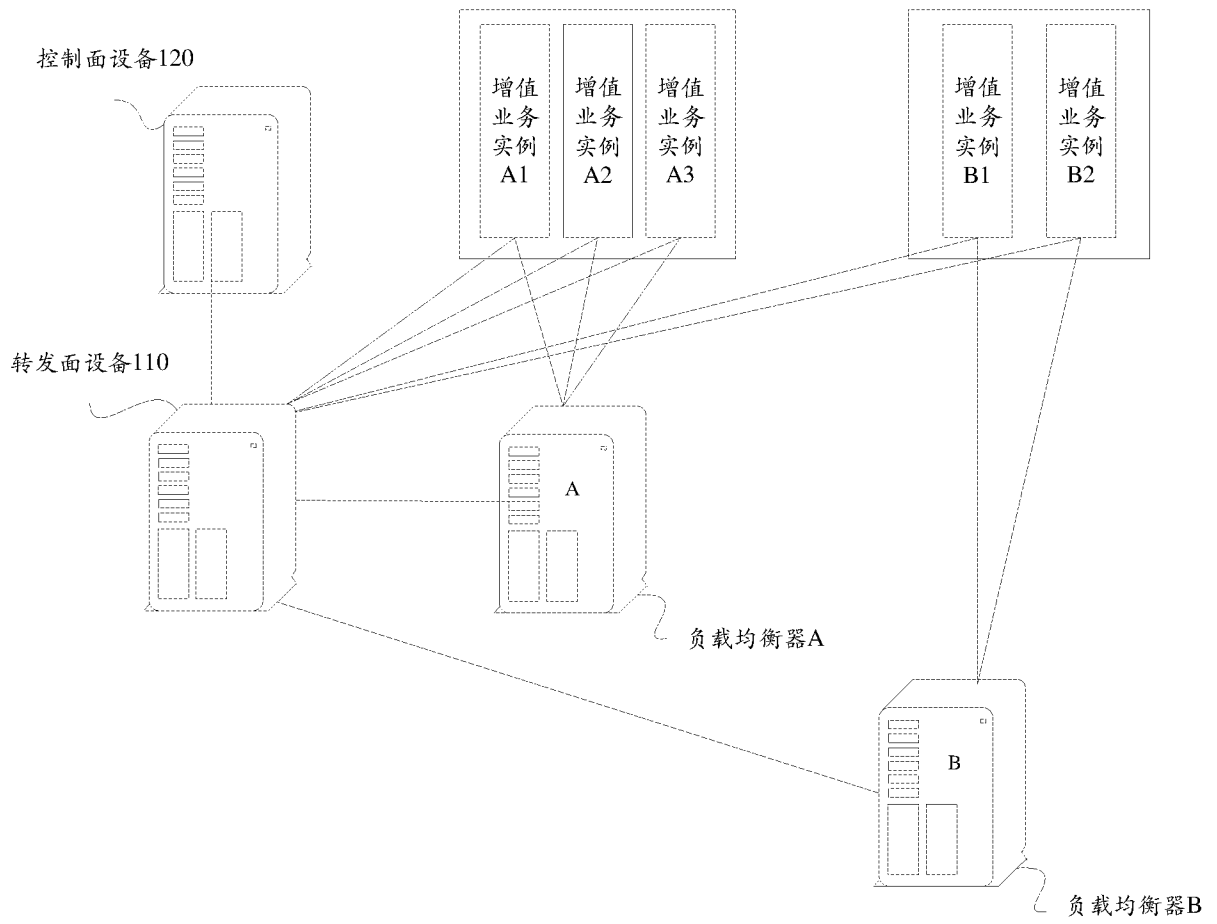 控制面设备120
增值
业务
实例
A1
增值
业务
实例
A2
增值
业务
实例
A3
增值
业务
实例
B1
增值
业务
实例
B2
转发面设备110
A
负载均衡器A
B
负载均衡器B